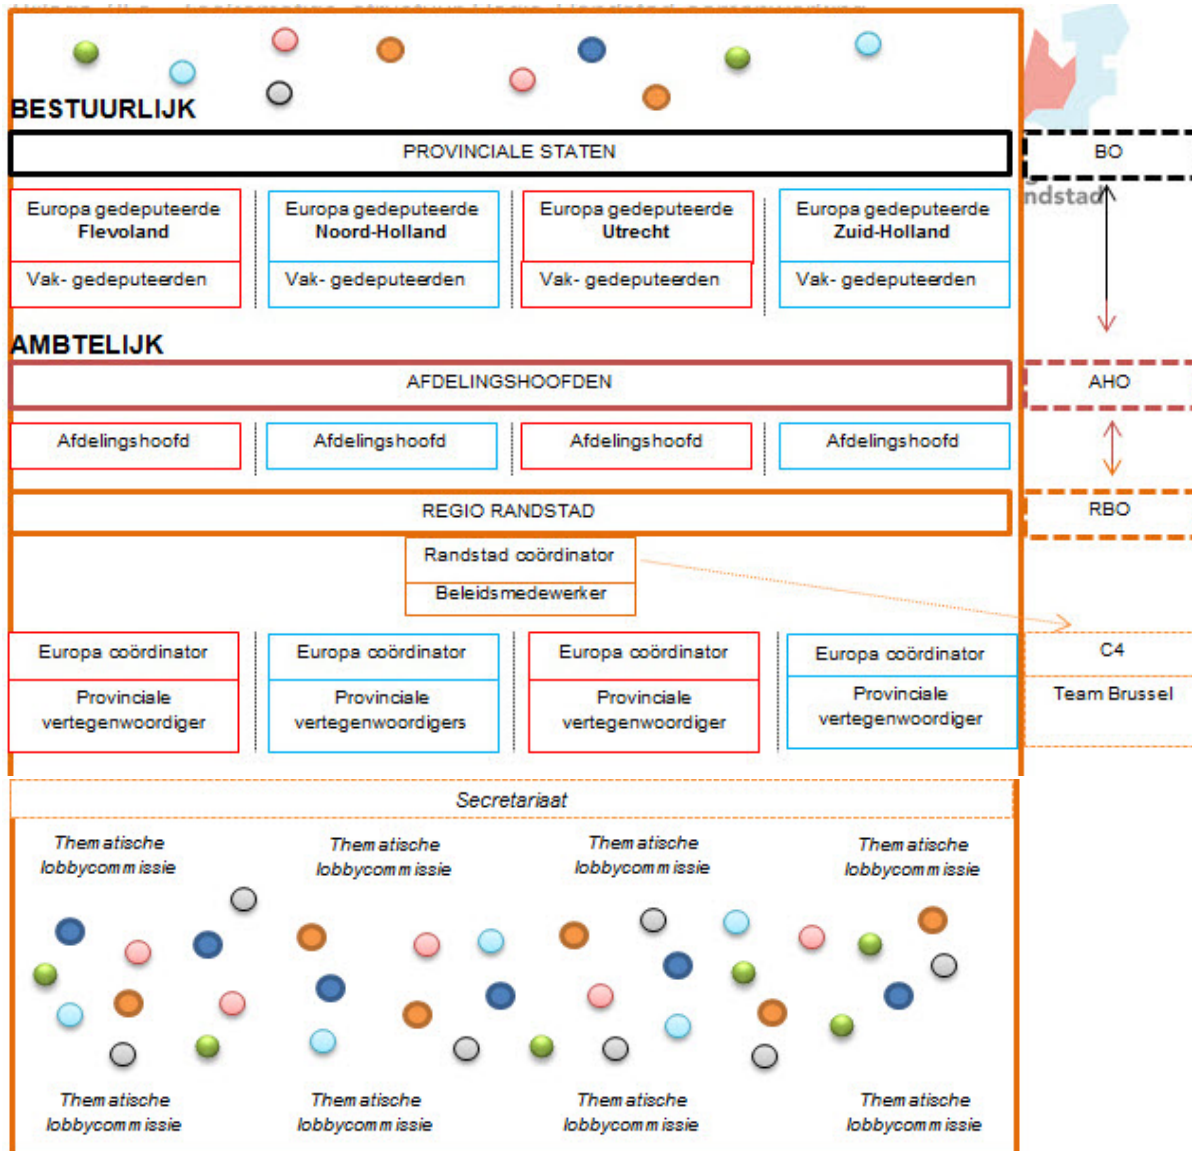 BESTUURLIJK
PROVINCIALE STATEN
BO
ndstad
Europa gedeputeerde
Flevoland
Europa gedeputeerde
Noord-Holland
Europa gedeputeerde
Utrecht
Europa gedeputeerde
Zuid-Holland
Vak- gedeputeerden
Vak- gedeputeerden
Vak- gedeputeerden
Vak- gedeputeerden
AMBTELIJK
AFDELINGSHOOFDEN
AHO
Afdelingshoofd
Afdelingshoofd
Afdelingshoofd
Afdelingshoofd
REGIO RANDSTAD
RBO
Randstad coördinator
Beleidsmedewerker
Europa coördinator
Europa coördinator
Europa coördinator
Europa coördinator
C4
Provinciale
vertegenwoordiger
Provinciale
vertegenwoordigers
Provinciale
vertegenwoordiger
Provinciale
vertegenwoordiger
Team Brussel
Secretariaat
Thematische
lobbycommissie
Thematische
lobbycommissie
Thematische
lobbycommissie
Thematische
lobbycommissie
Thematische
lobbycommissie
Thematische
lobbycommissie
Thematische
lobbycommissie
Thematische
lobbycommissie